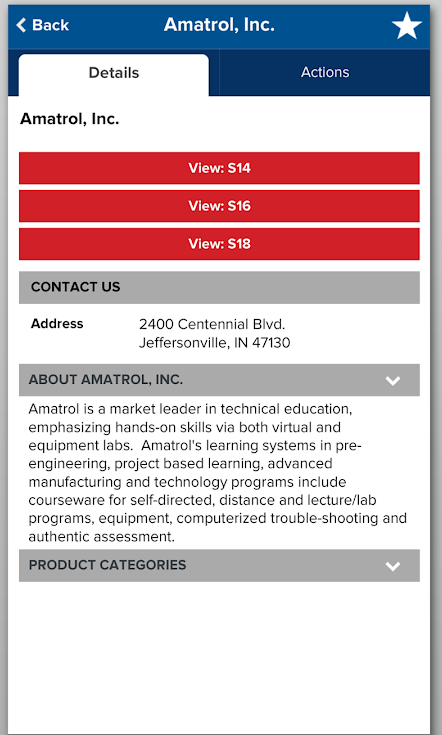 Back
Amatrol, Inc.
Details
Actions
Amatrol, Inc.
View: S14
View: S16
View: S18
CONTACT US
Address
2400 Centennial Blvd.
Jeffersonville, IN 47130
ABOUT AMATROL, INC.
Amatrol is a market leader in technical education,
emphasizing hands-on skills via both virtual and
equipment labs.  Amatrol's learning systems in pre-
engineering, project based learning, advanced
manufacturing and technology programs include
courseware for self-directed, distance and lecture/lab
programs, equipment, computerized trouble-shooting and
authentic assessment.
PRODUCT CATEGORIES